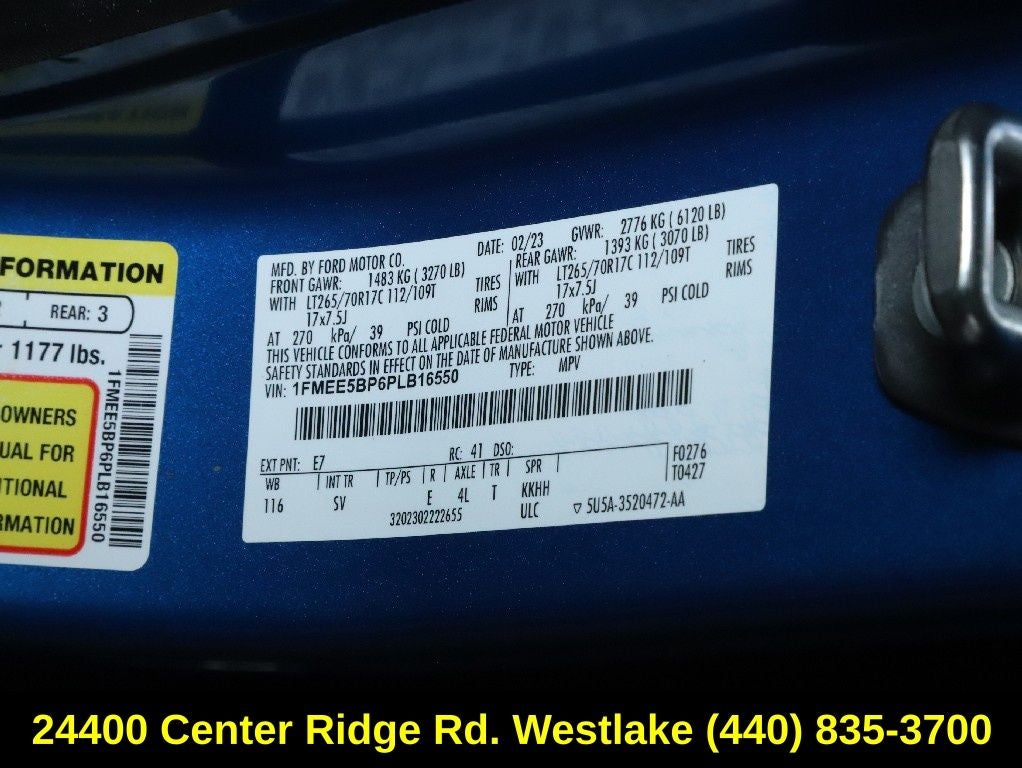 FORMATION
REAR: 3
1177 lbs.
OWNERS
UAL FOR
ITIONAL
RMATION
1FMEE5BP6PLB16550
MFD. BY FORD MOTOR CO.
DATE: 02/23 GVWR: 2776 KG ( 6120 LB)
FRONT GAWR: 1483 KG ( 3270 LB)
WITH LT265/70R17C 112/109T TIRES
17x7.5J RIMS
AT 270 kPa/ 39 PSI COLD
REAR GAWR: 1393 KG ( 3070 LB)
WITH LT265/70R17C 112/109T TIRES
17x7.5J RIMS
AT 270 kPa/ 39 PSI COLD
THIS VEHICLE CONFORMS TO ALL APPLICABLE FEDERAL MOTOR VEHICLE
SAFETY STANDARDS IN EFFECT ON THE DATE OF MANUFACTURE SHOWN ABOVE.
VIN: 1FMEE5BP6PLB16550 TYPE: MPV
EXT PNT: E7 RC: 41 DSO: F0276
WB INT TR TP/PS R AXLE TR SPR T0427
116 SV E 4L T KKHH
3202302222655 ULC ▽ 5U5A-3520472-AA
24400 Center Ridge Rd. Westlake (440) 835-3700